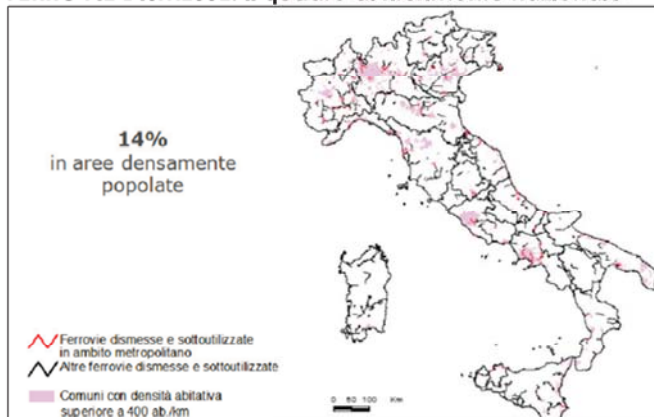 14%
in aree densamente
popolate
Ferrovie dismesse e sottoutilizzate
in ambito metropolitano
Altre ferrovie dismesse e sottoutilizzate
Comuni con densità abitativa
superiore a 400 ab./km
0 50 100 Km